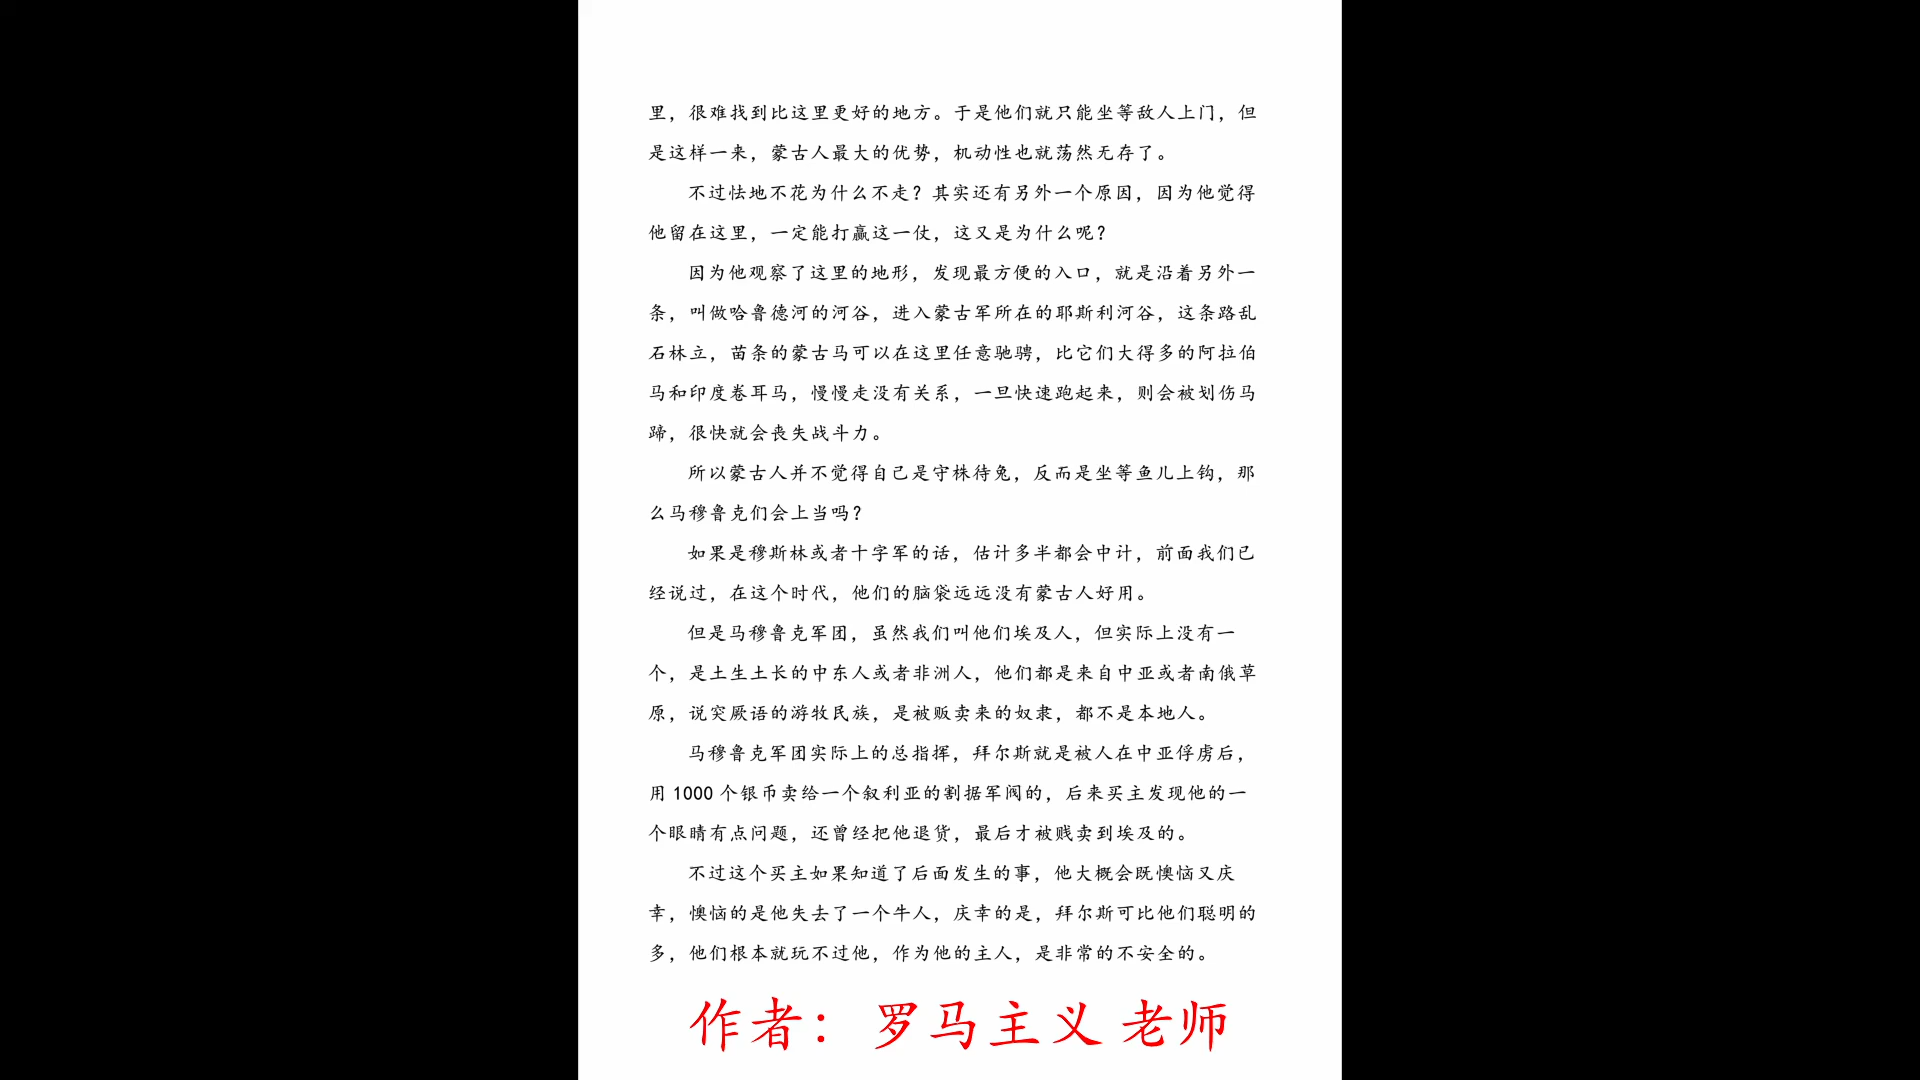 里，很难找到比这里更好的地方。于是他们就只能坐等敌人上门，但
是这样一来，蒙古人最大的优势，机动性也就荡然无存了。
不过怯地不花为什么不走？其实还有另外一个原因，因为他觉得
他留在这里，一定能打赢这一仗，这又是为什么呢？
因为他观察了这里的地形，发现最方便的入口，就是沿着另外一
条，叫做哈鲁德河的河谷，进入蒙古军所在的耶斯利河谷，这条路乱
石林立，苗条的蒙古马可以在这里任意驰骋，比它们大得多的阿拉伯
马和印度卷耳马，慢慢走没有关系，一旦快速跑起来，则会被划伤马
蹄，很快就会丧失战斗力。
所以蒙古人并不觉得自己是守株待兔，反而是坐等鱼儿上钩，那
么马穆鲁克们会上当吗？
如果是穆斯林或者十字军的话，估计多半都会中计，前面我们已
经说过，在这个时代，他们的脑袋远远没有蒙古人好用。
但是马穆鲁克军团，虽然我们叫他们埃及人，但实际上没有一
个，是土生土长的中东人或者非洲人，他们都是来自中亚或者南俄草
原，说突厥语的游牧民族，是被贩卖来的奴隶，都不是本地人。
马穆鲁克军团实际上的总指挥，拜尔斯就是被人在中亚俘虏后，
用 1000 个银币卖给一个叙利亚的割据军阀的，后来买主发现他的一
个眼睛有点问题，还曾经把他退货，最后才被贱卖到埃及的。
不过这个买主如果知道了后面发生的事，他大概会既懊恼又庆
幸，懊恼的是他失去了一个牛人，庆幸的是，拜尔斯可比他们聪明的
多，他们根本就玩不过他，作为他的主人，是非常的不安全的。
作者：罗马主义 老师